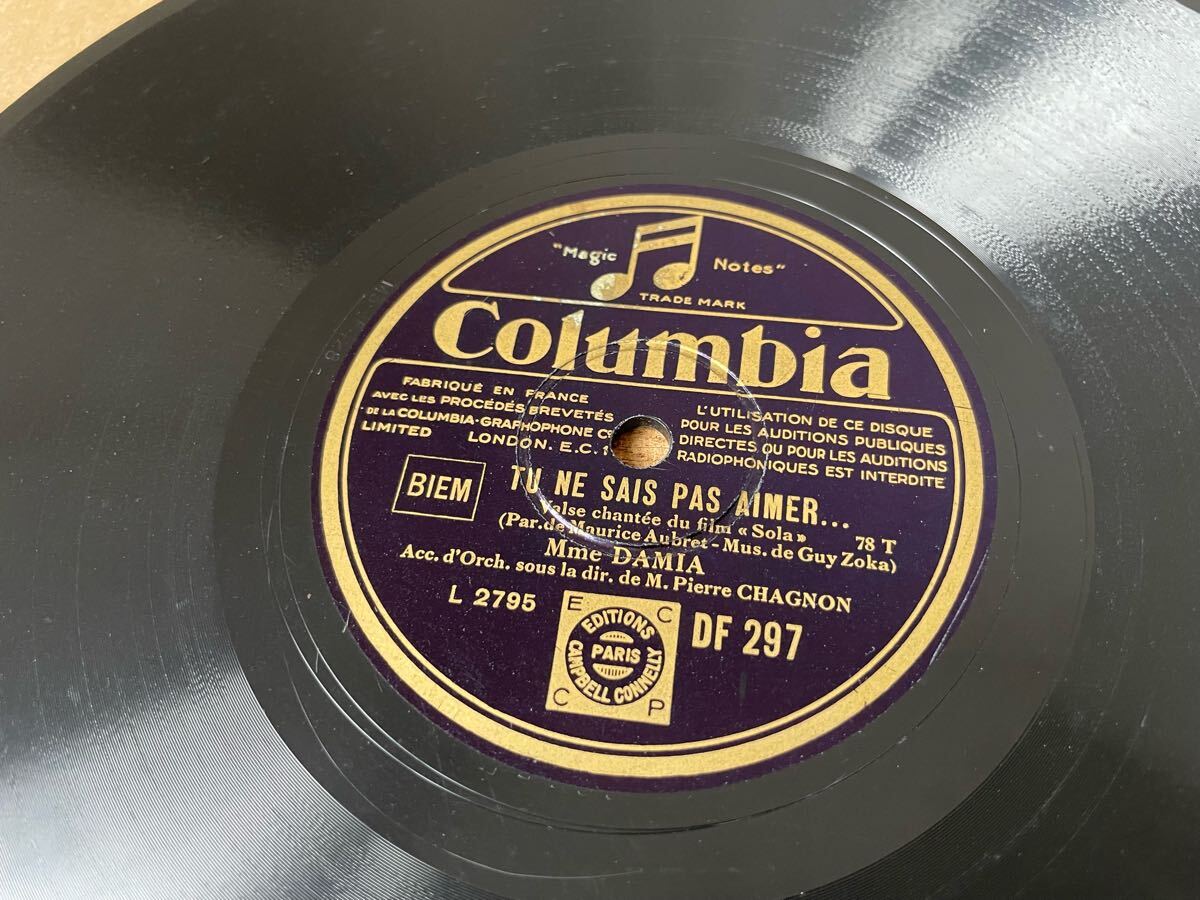 "Magic Notes"
TRADE MARK
Columbia
FABRIQUÉ EN FRANCE
AVEC LES PROCÉDÉS BREVETÉS
DE LA COLUMBIA-GRAPHOPHONE Co
LIMITED LONDON. E.C.1
L'UTILISATION DE CE DISQUE
POUR LES AUDITIONS PUBLIQUES
DIRECTES OU POUR LES AUDITIONS
RADIOPHONIQUES EST INTERDITE
BIEM
TU NE SAIS PAS AIMER...
Valse chantée du film « Sola » 78 T
(Par. de Maurice Aubret - Mus. de Guy Zoka)
Mme DAMIA
Acc. d'Orch. sous la dir. de M. Pierre CHAGNON
L 2795
E C
EDITIONS
PARIS
CAMPBELL CONNELLY
C P
DF 297